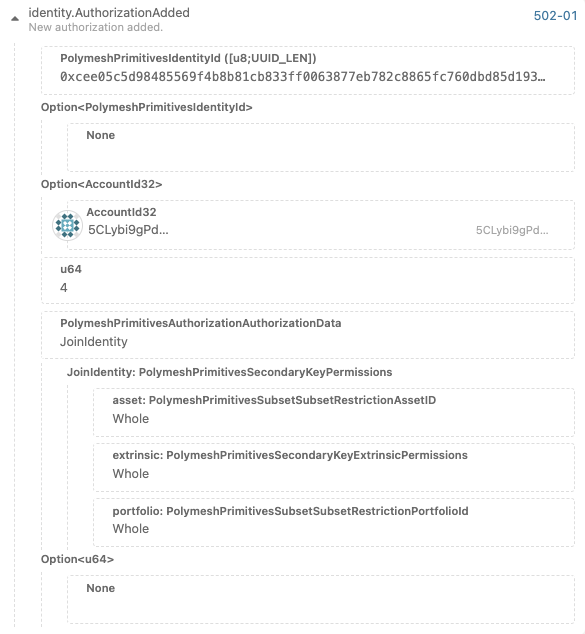 identity.AuthorizationAdded
502-01
New authorization added.
PolymeshPrimitivesIdentityId ([u8;UUID_LEN])
0xcee05c5d98485569f4b8b81cb833ff0063877eb782c8865fc760dbd85d193…
Option<PolymeshPrimitivesIdentityId>
None
Option<AccountId32>
AccountId32
5CLybi9gPd…
5CLybi9gPd…
u64
4
PolymeshPrimitivesAuthorizationAuthorizationData
JoinIdentity
JoinIdentity: PolymeshPrimitivesSecondaryKeyPermissions
asset: PolymeshPrimitivesSubsetSubsetRestrictionAssetID
Whole
extrinsic: PolymeshPrimitivesSecondaryKeyExtrinsicPermissions
Whole
portfolio: PolymeshPrimitivesSubsetSubsetRestrictionPortfolioId
Whole
Option<u64>
None